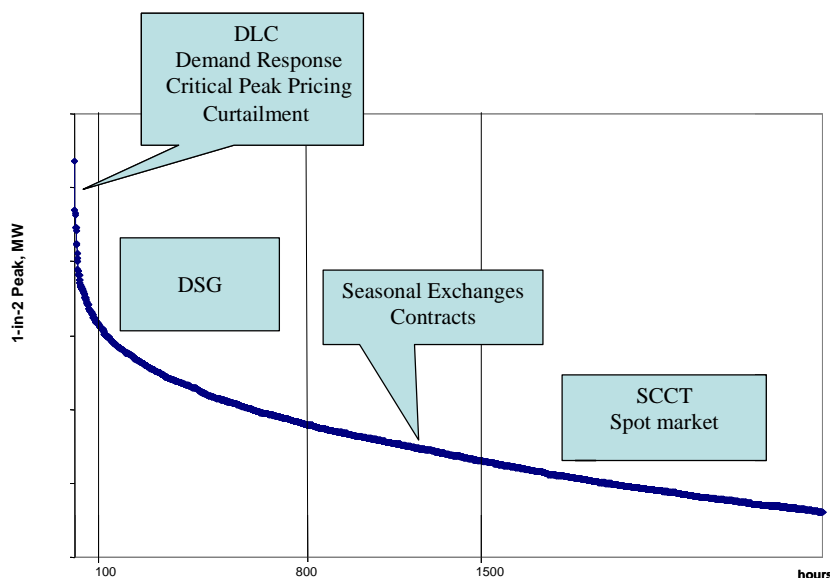 DLC
Demand Response
Critical Peak Pricing
Curtailment
1-in-2 Peak, MW
DSG
Seasonal Exchanges
Contracts
SCCT
Spot market
100
800
1500
hours